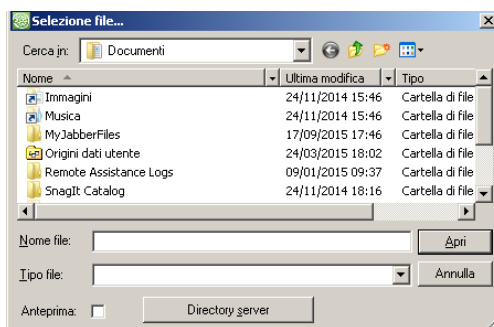 Selezione file...
Cerca in: Documenti
Nome Ultima modifica Tipo
Immagini 24/11/2014 15:46 Cartella di file
Musica 24/11/2014 15:46 Cartella di file
MyJabberFiles 17/09/2015 17:46 Cartella di file
Origini dati utente 24/03/2015 18:02 Cartella di file
Remote Assistance Logs 09/01/2015 09:37 Cartella di file
SnagIt Catalog 24/11/2014 18:16 Cartella di file
Nome file: Apri
Tipo file: Annulla
Anteprima: Directory server